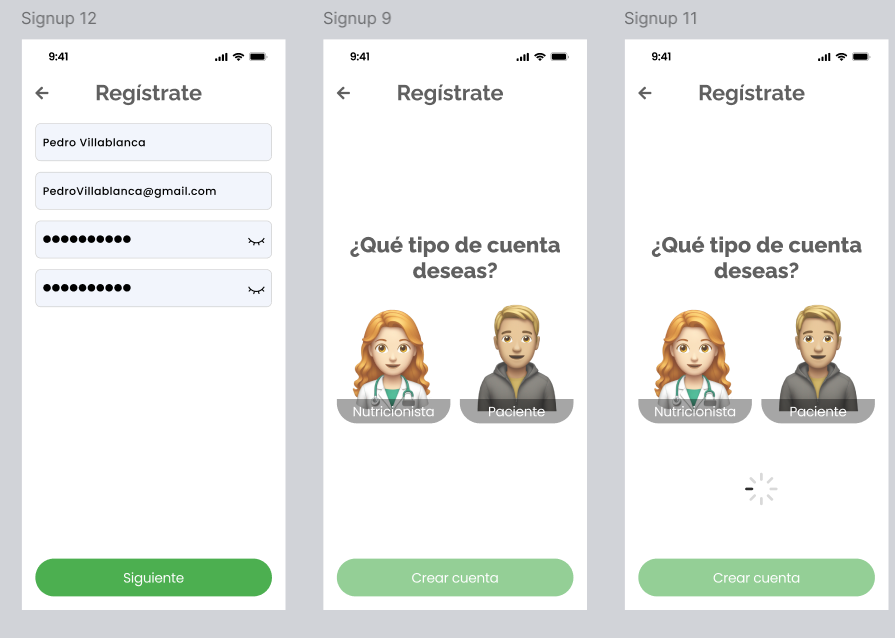 Signup 12
9:41
Regístrate
Pedro Villablanca
PedroVillablanca@gmail.com
●●●●●●●●●●
●●●●●●●●●●
Siguiente
Signup 9
9:41
Regístrate
¿Qué tipo de cuenta
deseas?
Nutricionista
Paciente
Crear cuenta
Signup 11
9:41
Regístrate
¿Qué tipo de cuenta
deseas?
Nutricionista
Paciente
Crear cuenta